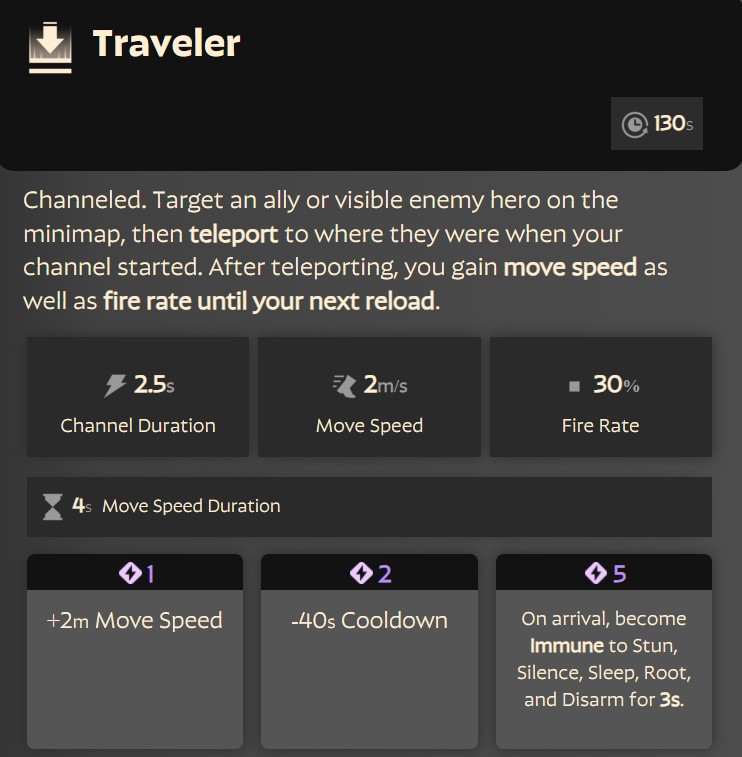 Traveler
130s
Channeled. Target an ally or visible enemy hero on the
minimap, then teleport to where they were when your
channel started. After teleporting, you gain move speed as
well as fire rate until your next reload.
2.5s
Channel Duration
2m/s
Move Speed
30%
Fire Rate
4s Move Speed Duration
1
+2m Move Speed
2
-40s Cooldown
5
On arrival, become
Immune to Stun,
Silence, Sleep, Root,
and Disarm for 3s.